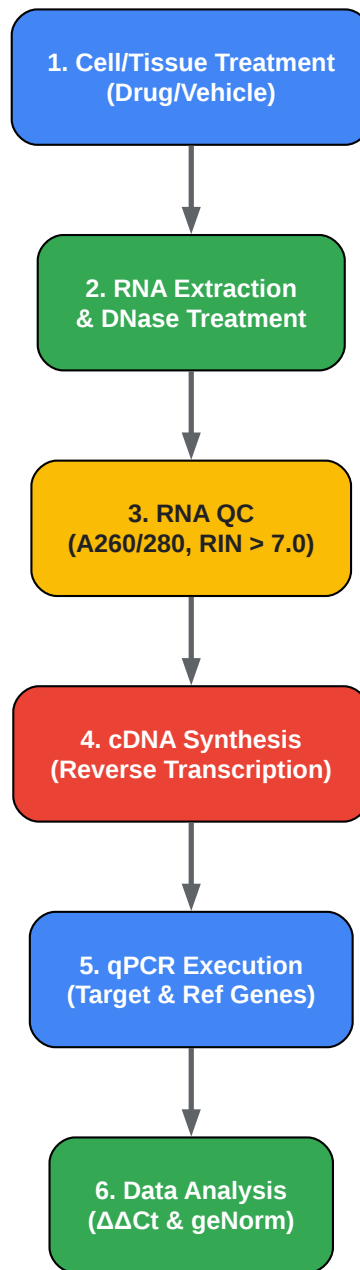 1. Cell/Tissue Treatment
(Drug/Vehicle)
2. RNA Extraction
& DNase Treatment
3. RNA QC
(A260/280, RIN > 7.0)
4. cDNA Synthesis
(Reverse Transcription)
5. qPCR Execution
(Target & Ref Genes)
6. Data Analysis
(ΔΔCt & geNorm)